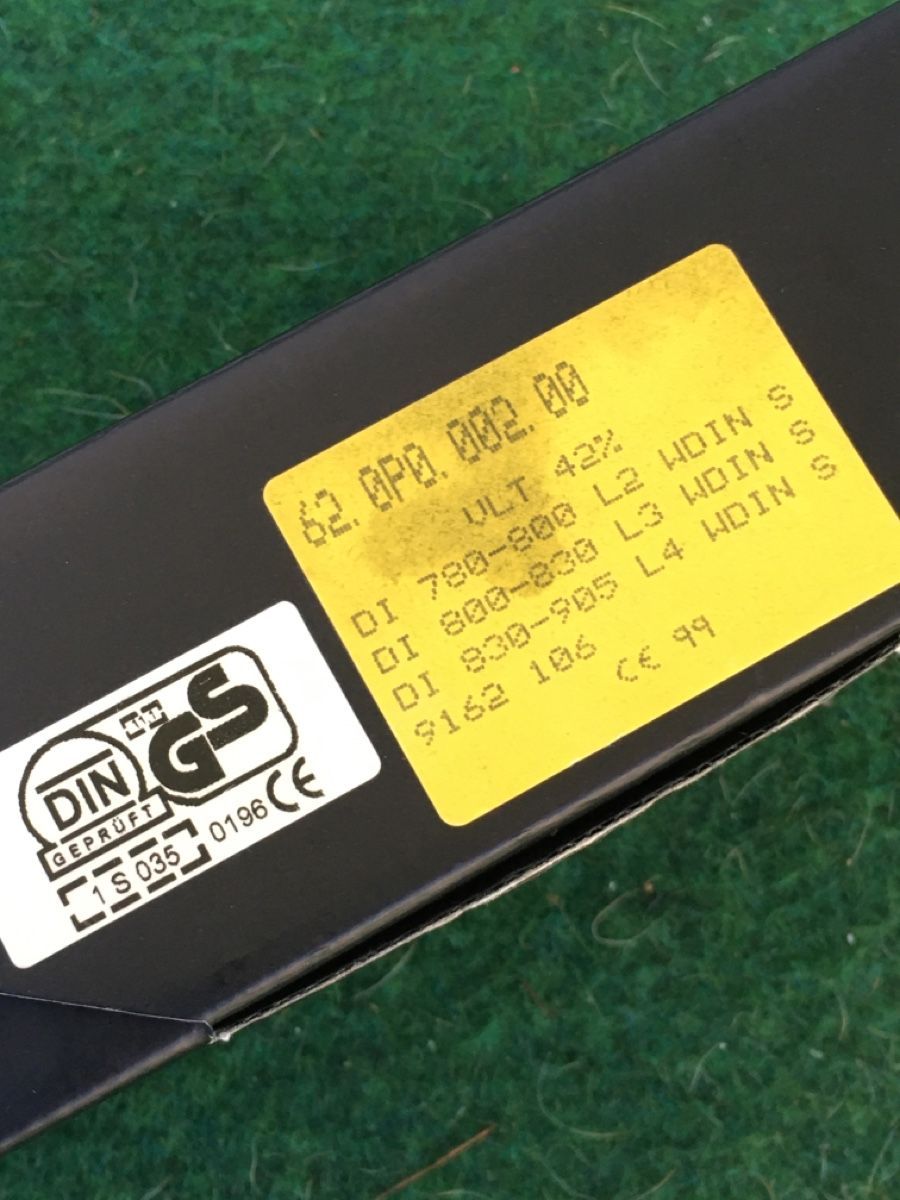 62.0P0.002.00
VLT 42%
DI 780-800 L2 WDIN S
DI 800-830 L3 WDIN S
DI 830-905 L4 WDIN S
9162 106 CE 99
DIN
GEPRÜFT
GS
1 S 035
0196 CE